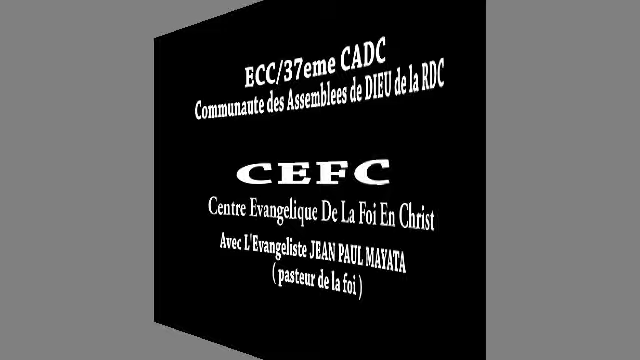 ECC/37eme CADC
Communaute des Assemblees de DIEU de la RDC
CEFC
Centre Evangelique De La Foi En Christ
Avec L'Evangeliste JEAN PAUL MAYATA
( pasteur de la foi )